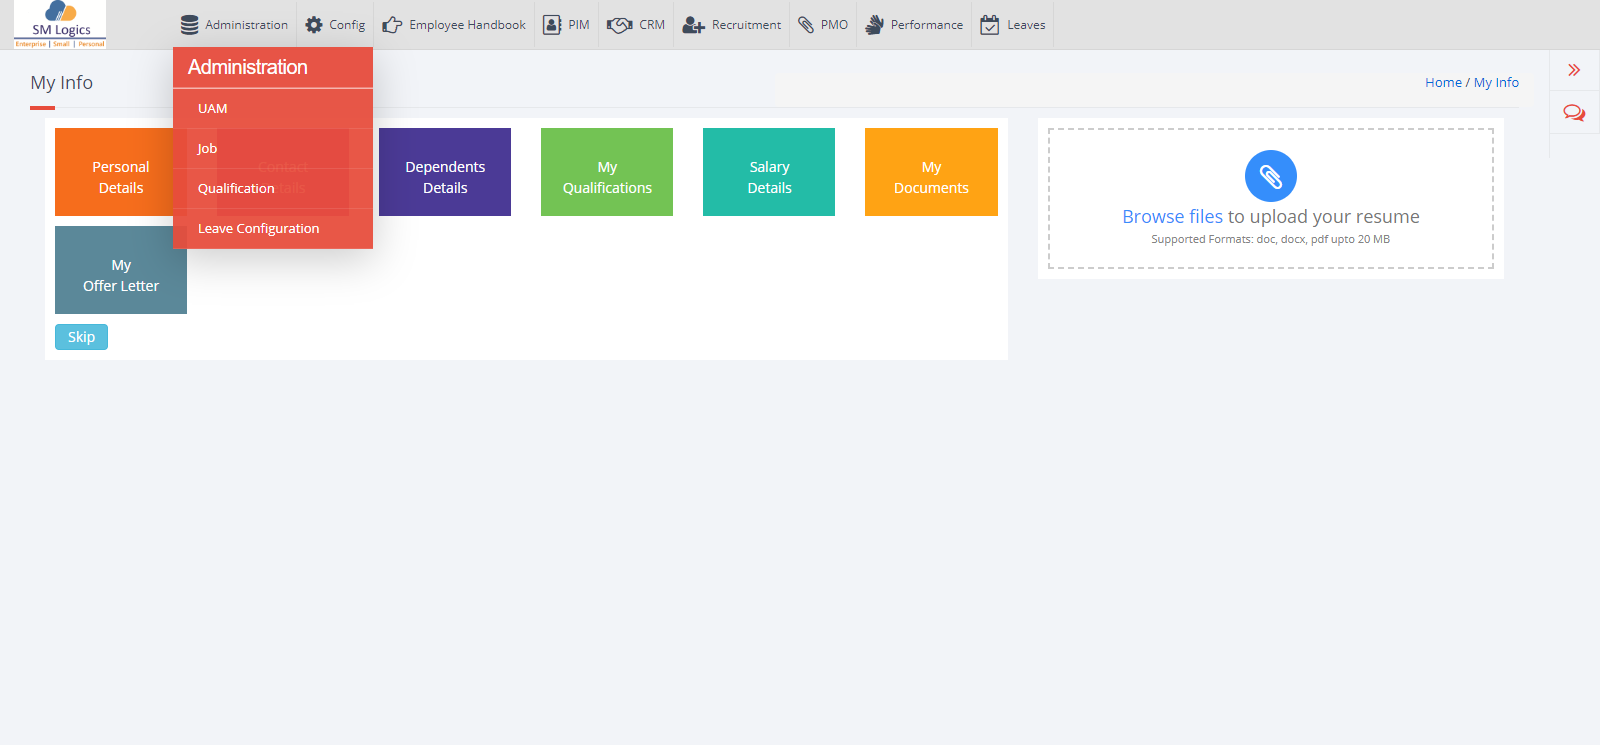 SM Logics
Enterprise | Small | Personal
Administration
Config
Employee Handbook
PIM
CRM
Recruitment
PMO
Performance
Leaves
Administration
UAM
Job
Qualification
Leave Configuration
My Info
Home / My Info
Personal
Details
Contact
Details
Dependents
Details
My
Qualifications
Salary
Details
My
Documents
My
Offer Letter
Skip
Browse files to upload your resume
Supported Formats: doc, docx, pdf upto 20 MB